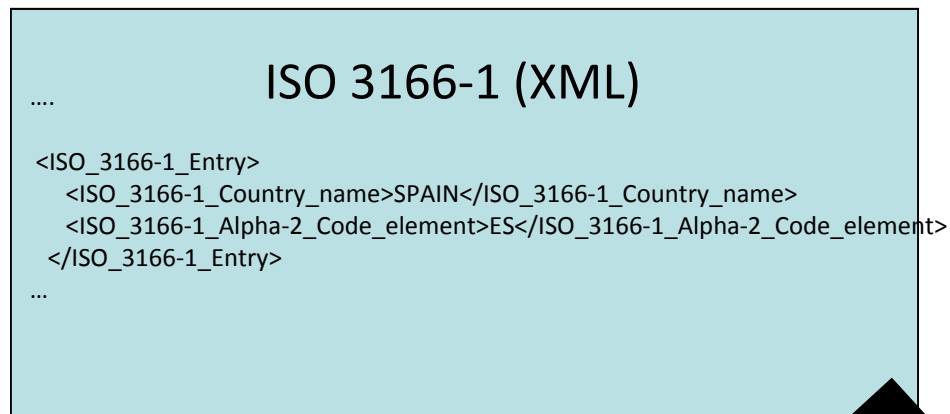 ISO 3166-1 (XML)
....
<ISO_3166-1_Entry>
<ISO_3166-1_Country_name>SPAIN</ISO_3166-1_Country_name>
<ISO_3166-1_Alpha-2_Code_element>ES</ISO_3166-1_Alpha-2_Code_element>
</ISO_3166-1_Entry>
...